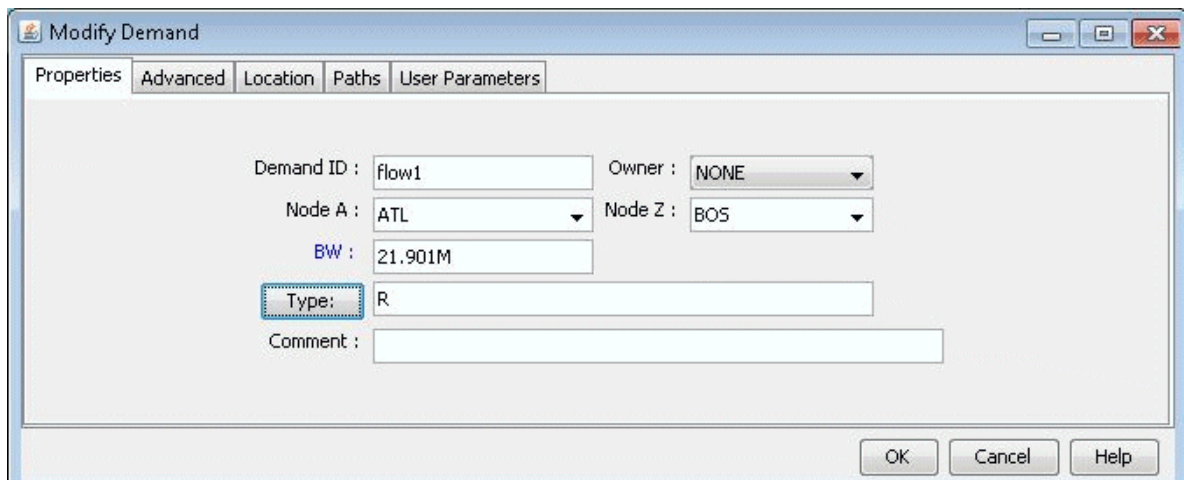 Modify Demand
Properties Advanced Location Paths User Parameters
Demand ID : flow1 Owner : NONE
Node A : ATL Node Z : BOS
BW : 21.901M
Type: R
Comment :
OK Cancel Help